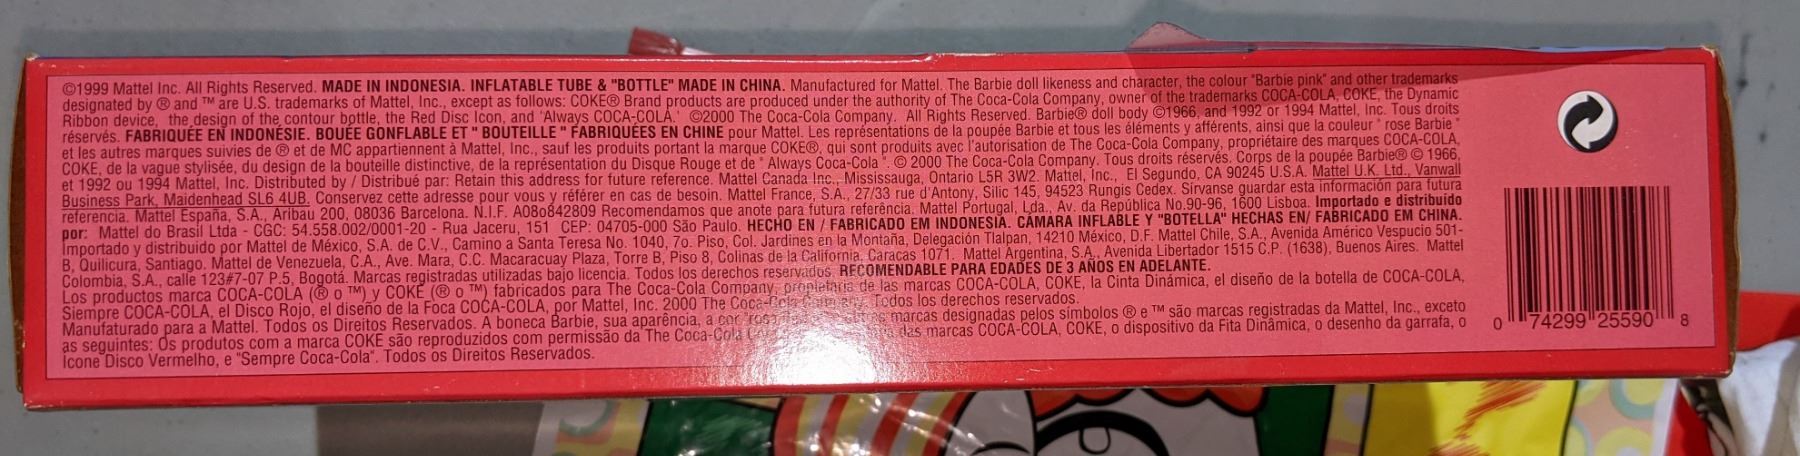 ©1999 Mattel Inc. All Rights Reserved. MADE IN INDONESIA. INFLATABLE TUBE & "BOTTLE" MADE IN CHINA. Manufactured for Mattel. The Barbie doll likeness and character, the colour "Barbie pink" and other trademarks
designated by ® and ™ are U.S. trademarks of Mattel, Inc., except as follows: COKE® Brand products are produced under the authority of The Coca-Cola Company, owner of the trademarks COCA-COLA, COKE, the Dynamic
Ribbon device, the design of the contour bottle, the Red Disc Icon, and 'Always COCA-COLA.' ©2000 The Coca-Cola Company. All Rights Reserved. Barbie® doll body ©1966, and 1992 or 1994 Mattel, Inc. Tous droits
réservés. FABRIQUÉE EN INDONÉSIE. BOUÉE GONFLABLE ET " BOUTEILLE " FABRIQUÉES EN CHINE pour Mattel. Les représentations de la poupée Barbie et tous les éléments y afférents, ainsi que la couleur " rose Barbie "
et les autres marques suivies de ® et de MC appartiennent à Mattel, Inc., sauf les produits portant la marque COKE®, qui sont produits avec l'autorisation de The Coca-Cola Company, propriétaire des marques COCA-COLA,
COKE, de la vague stylisée, du design de la bouteille distinctive, de la représentation du Disque Rouge et de " Always Coca-Cola ". © 2000 The Coca-Cola Company. Tous droits réservés. Corps de la poupée Barbie® © 1966,
et 1992 ou 1994 Mattel, Inc. Distributed by / Distribué par: Retain this address for future reference. Mattel Canada Inc., Mississauga, Ontario L5R 3W2. Mattel, Inc., El Segundo, CA 90245 U.S.A. Mattel U.K. Ltd., Vanwall
Business Park, Maidenhead SL6 4UB. Conservez cette adresse pour vous y référer en cas de besoin. Mattel France, S.A., 27/33 rue d'Antony, Silic 145, 94523 Rungis Cedex. Sírvanse guardar esta información para futura
referencia. Mattel España, S.A., Aribau 200, 08036 Barcelona. N.I.F. A08o842809 Recomendamos que anote para futura referência. Mattel Portugal, Lda., Av. da República No.90-96, 1600 Lisboa. Importado e distribuído
por: Mattel do Brasil Ltda - CGC: 54.558.002/0001-20 - Rua Jaceru, 151 CEP: 04705-000 São Paulo. HECHO EN / FABRICADO EM INDONESIA. CÁMARA INFLABLE Y "BOTELLA" HECHAS EN/ FABRICADO EM CHINA.
Importado y distribuido por Mattel de México, S.A. de C.V., Camino a Santa Teresa No. 1040, 7o. Piso, Col. Jardines en la Montaña, Delegación Tlalpan, 14210 México, D.F. Mattel Chile, S.A., Avenida Américo Vespucio 501-
B, Quilicura, Santiago. Mattel de Venezuela, C.A., Ave. Mara, C.C. Macaracuay Plaza, Torre B, Piso 8, Colinas de la California, Caracas 1071. Mattel Argentina, S.A., Avenida Libertador 1515 C.P. (1638), Buenos Aires. Mattel
Colombia, S.A., calle 123#7-07 P.5, Bogotá. Marcas registradas utilizadas bajo licencia. Todos los derechos reservados. RECOMENDABLE PARA EDADES DE 3 AÑOS EN ADELANTE.
Los productos marca COCA-COLA (® o ™) y COKE (® o ™) fabricados para The Coca-Cola Company, propietaria de las marcas COCA-COLA, COKE, la Cinta Dinámica, el diseño de la botella de COCA-COLA,
Siempre COCA-COLA, el Disco Rojo, el diseño de la Foca COCA-COLA, por Mattel, Inc. 2000 The Coca-Cola Company. Todos los derechos reservados.
Manufaturado para a Mattel. Todos os Direitos Reservados. A boneca Barbie, sua aparência, a cor "rosa marcas designadas pelos símbolos ® e ™ são marcas registradas da Mattel, Inc., exceto
as seguintes: Os produtos com a marca COKE são reproduzidos com permissão da The Coca-Cola das marcas COCA-COLA, COKE, o dispositivo da Fita Dinâmica, o desenho da garrafa, o
Ícone Disco Vermelho, e "Sempre Coca-Cola". Todos os Direitos Reservados.
0 74299 25590 8